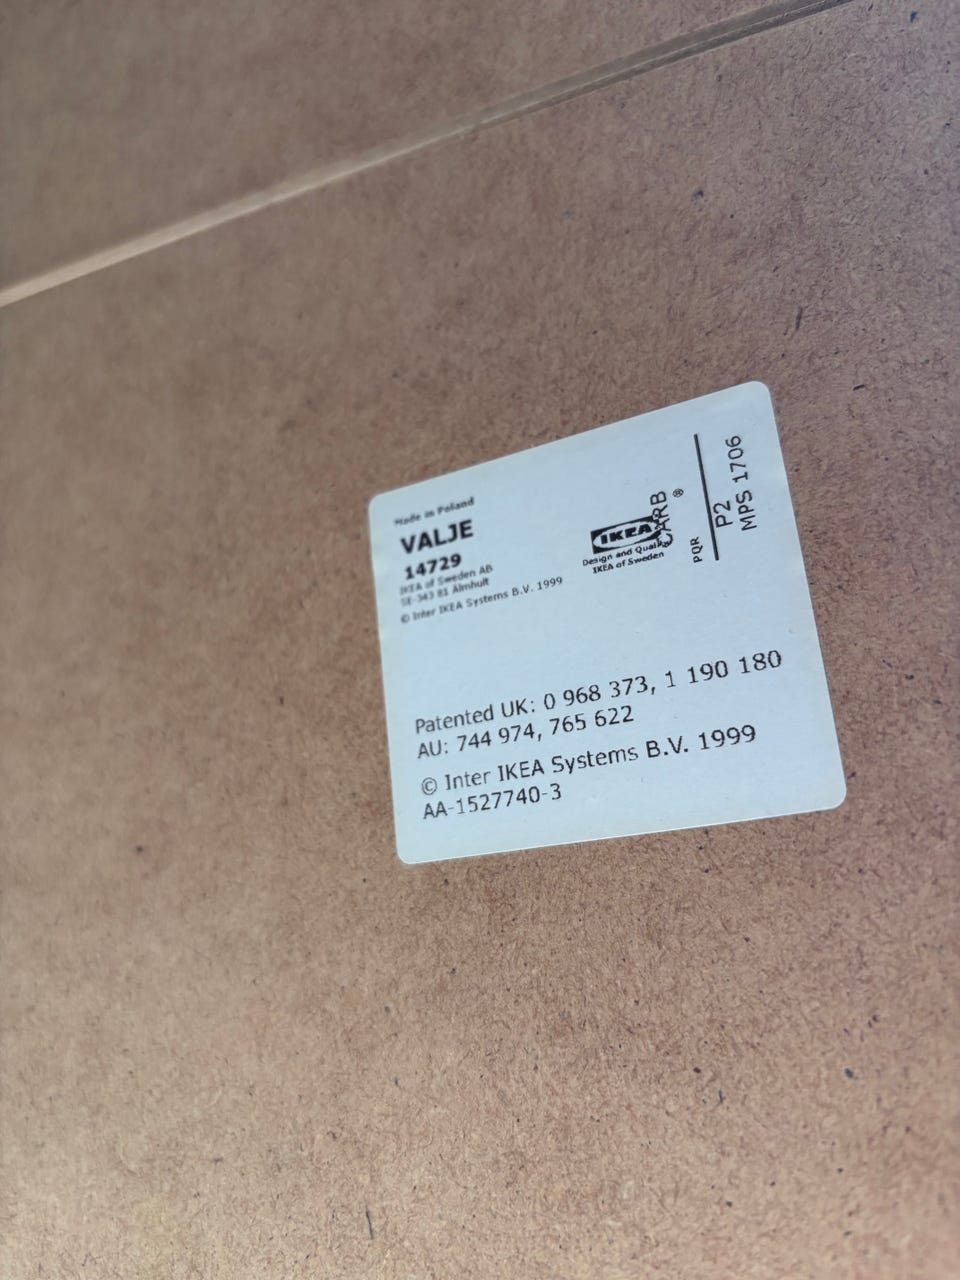 Made in Poland
VALJE
14729
IKEA of Sweden AB
SE-343 81 Älmhult
© Inter IKEA Systems B.V. 1999
IKEA
Design and Quality
IKEA of Sweden
CARB
®
PQR
P2
MPS 1706
Patented UK: 0 968 373, 1 190 180
AU: 744 974, 765 622
© Inter IKEA Systems B.V. 1999
AA-1527740-3